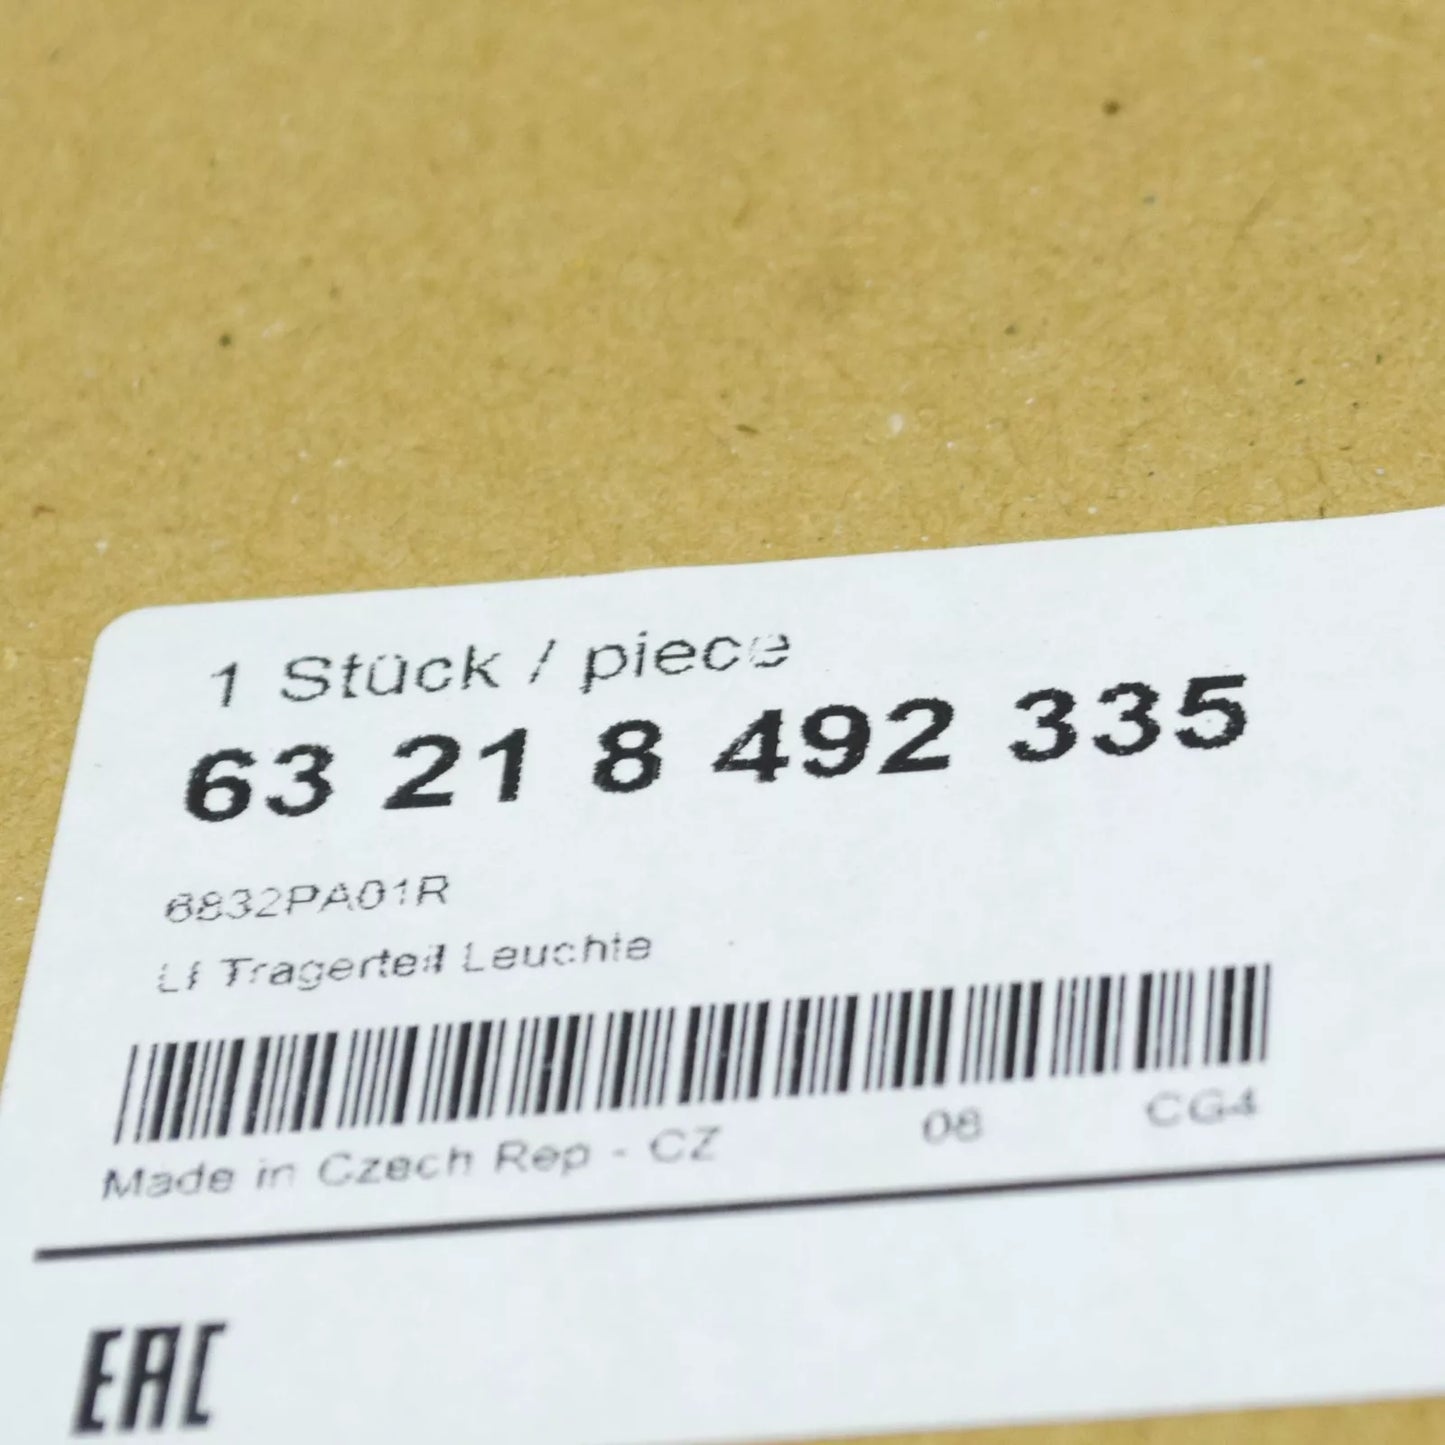 1 Stück / piece
63 21 8 492 335
6832PA01R
LI Tragerteil Leuchte
Made in Czech Rep - CZ 08 CG4
EAC